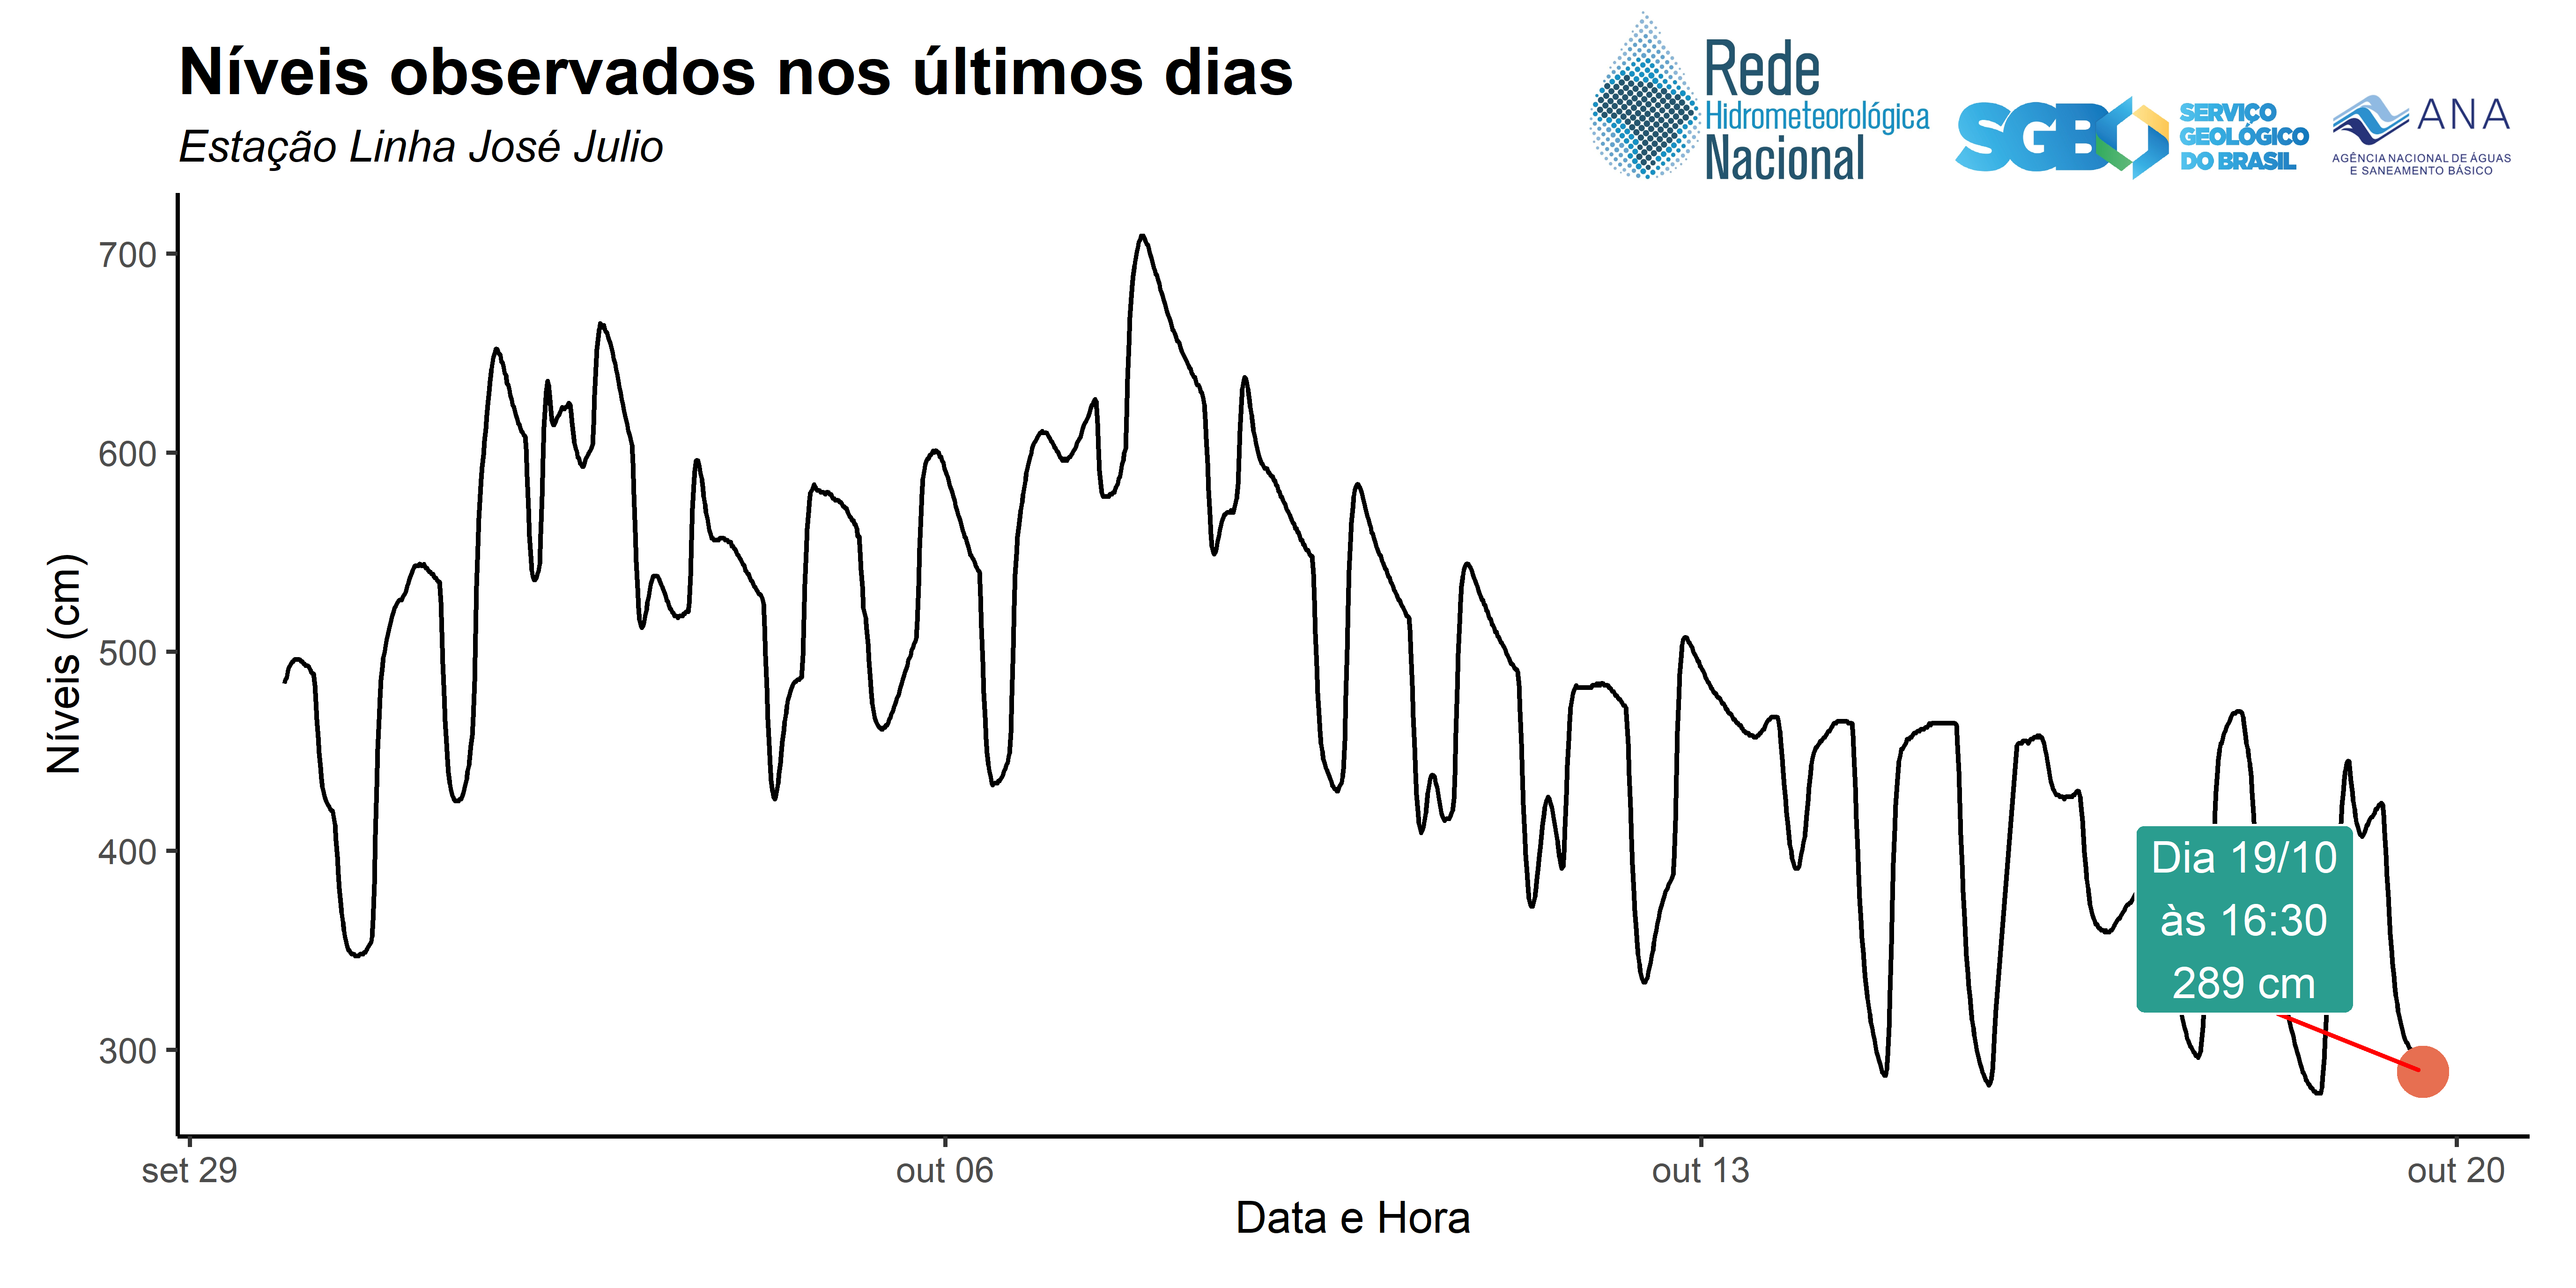 Níveis observados nos últimos dias
Estação Linha José Julio
Rede
Hidrometeorológica
Nacional
SGB
SERVIÇO
GEOLÓGICO
DO BRASIL
ANA
AGÊNCIA NACIONAL DE ÁGUAS
E SANEAMENTO BÁSICO
Níveis (cm)
700
600
500
400
300
Dia 19/10
às 16:30
289 cm
set 29
out 06
out 13
out 20
Data e Hora